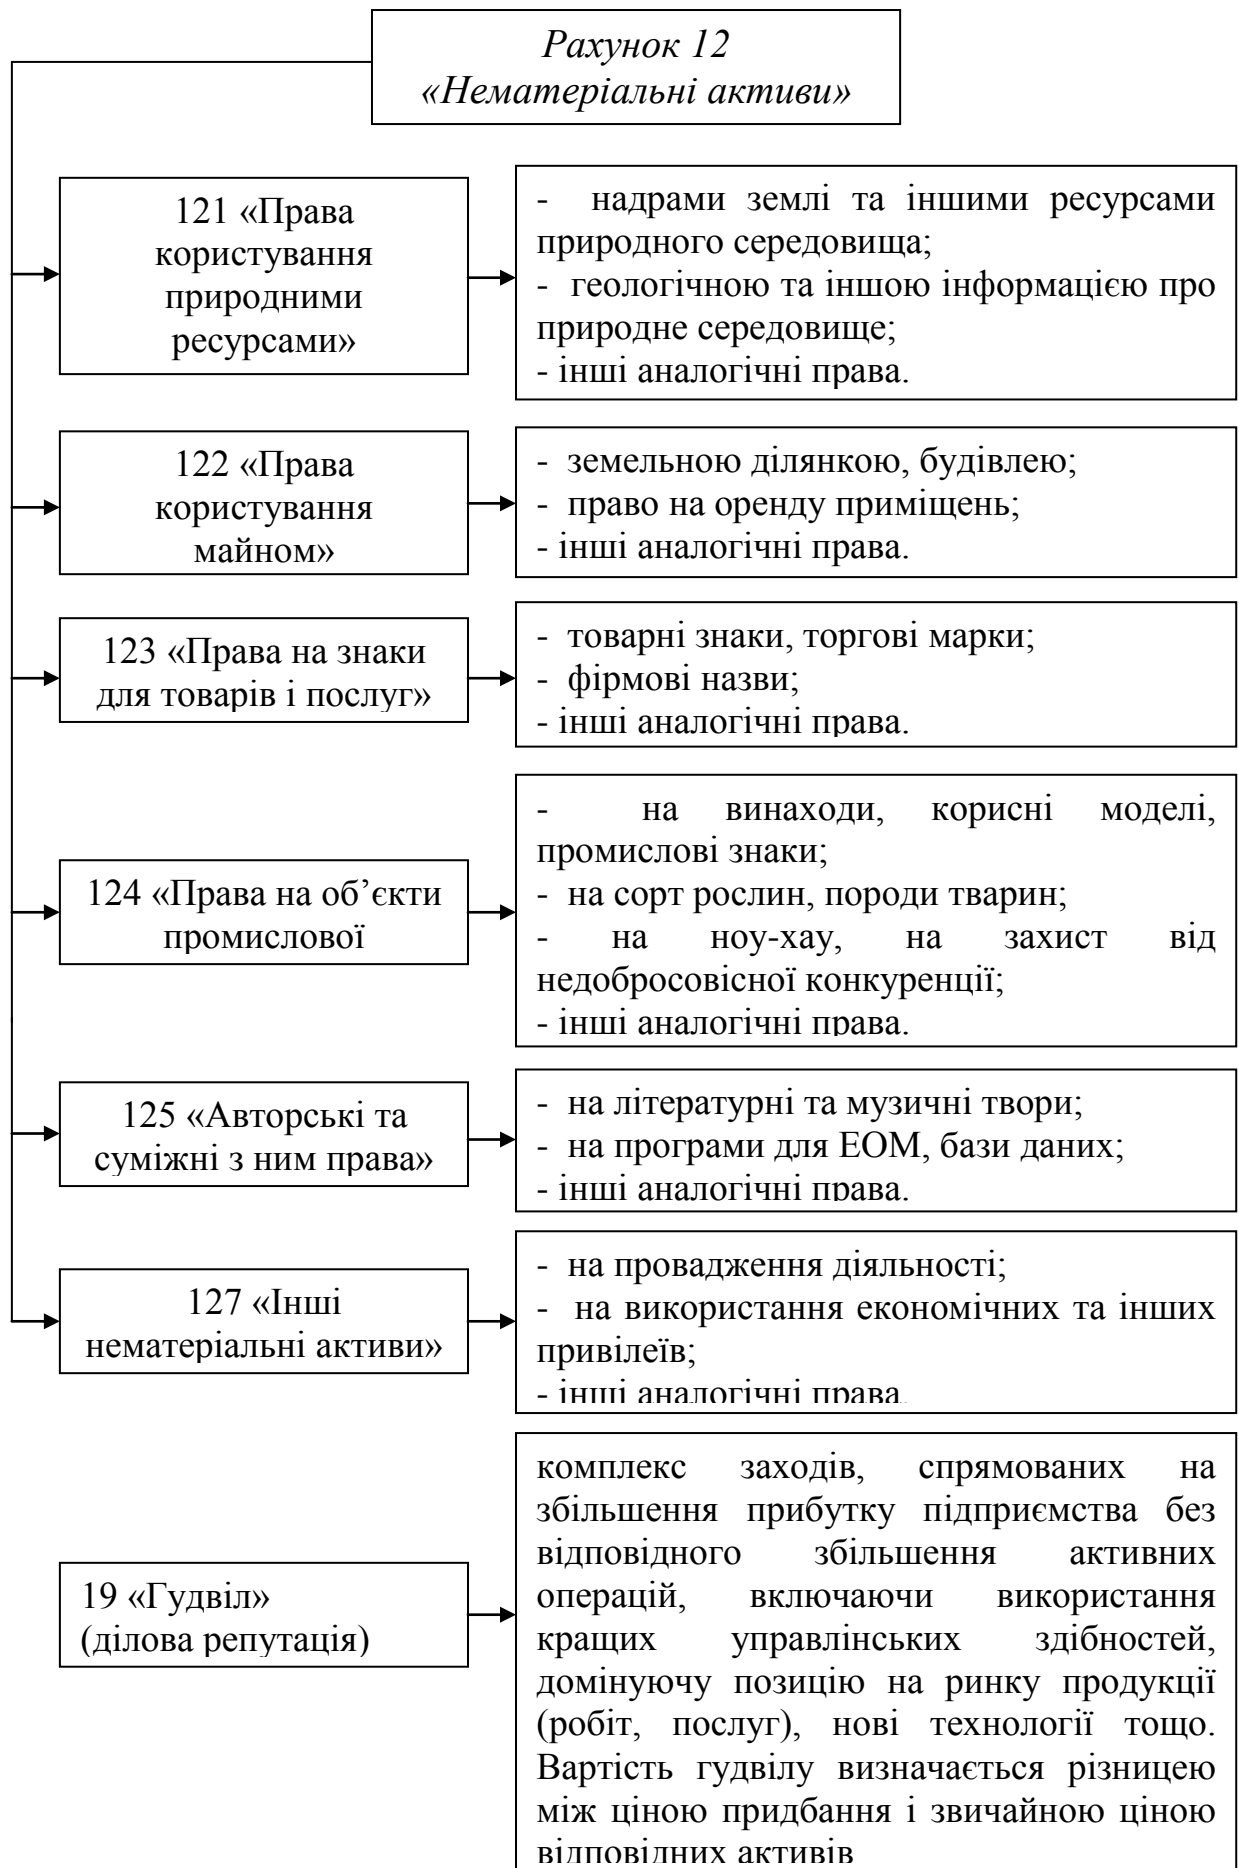 Рахунок 12
«Нематеріальні активи»
121 «Права
користування
природними
ресурсами»
- надрами землі та іншими ресурсами
природного середовища;
- геологічною та іншою інформацією про
природне середовище;
- інші аналогічні права.
122 «Права
користування
майном»
- земельною ділянкою, будівлею;
- право на оренду приміщень;
- інші аналогічні права.
123 «Права на знаки
для товарів і послуг»
- товарні знаки, торгові марки;
- фірмові назви;
- інші аналогічні права.
124 «Права на об’єкти
промислової
- на винаходи, корисні моделі,
промислові знаки;
- на сорт рослин, породи тварин;
- на ноу-хау, на захист від
недобросовісної конкуренції;
- інші аналогічні права.
125 «Авторські та
суміжні з ним права»
- на літературні та музичні твори;
- на програми для ЕОМ, бази даних;
- інші аналогічні права.
127 «Інші
нематеріальні активи»
- на провадження діяльності;
- на використання економічних та інших
привілеїв;
- інші аналогічні права.
19 «Гудвіл»
(ділова репутація)
комплекс заходів, спрямованих на
збільшення прибутку підприємства без
відповідного збільшення активних
операцій, включаючи використання
кращих управлінських здібностей,
домінуючу позицію на ринку продукції
(робіт, послуг), нові технології тощо.
Вартість гудвілу визначається різницею
між ціною придбання і звичайною ціною
відповідних активів